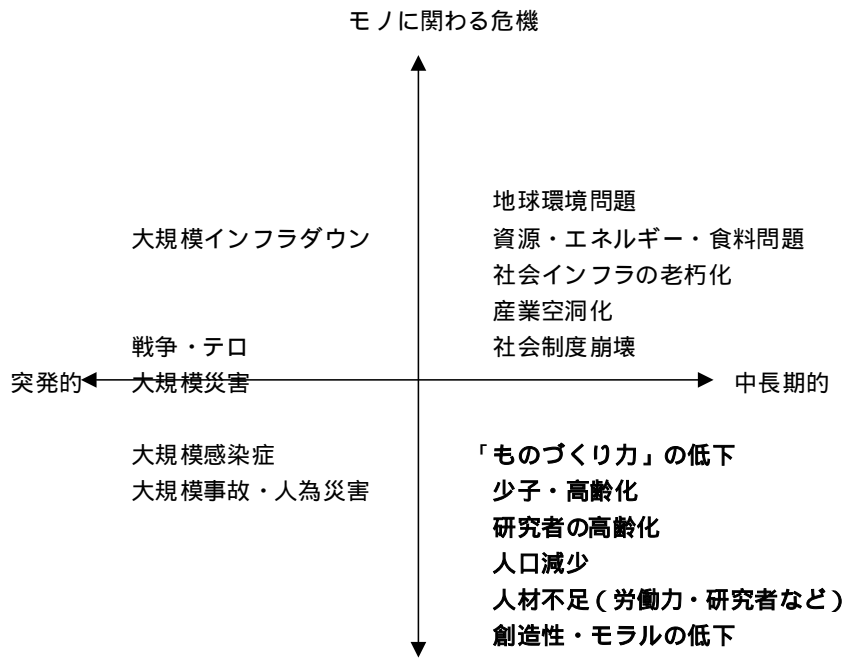 モノに関わる危機
地球環境問題
大規模インフラダウン
資源・エネルギー・食料問題
社会インフラの老朽化
産業空洞化
戦争・テロ
社会制度崩壊
突発的
大規模災害
中長期的
大規模感染症
「ものづくり力」の低下
大規模事故・人為災害
少子・高齢化
研究者の高齢化
人口減少
人材不足(労働力・研究者など)
創造性・モラルの低下